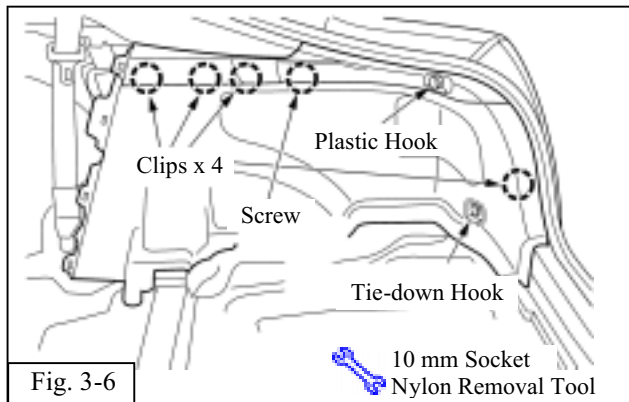 Plastic Hook
Clips x 4
Screw
Tie-down Hook
10 mm Socket
Nylon Removal Tool
Fig. 3-6